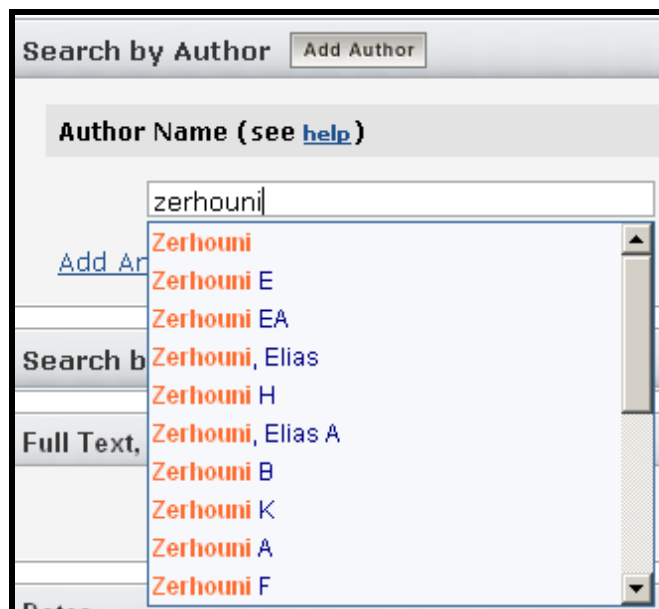 Search by Author Add Author
Author Name (see help)
zerhouni
Zerhouni
Add An
Zerhouni E
Zerhouni EA
Zerhouni, Elias
Search b
Zerhouni H
Full Text,
Zerhouni, Elias A
Zerhouni B
Zerhouni K
Zerhouni A
Zerhouni F